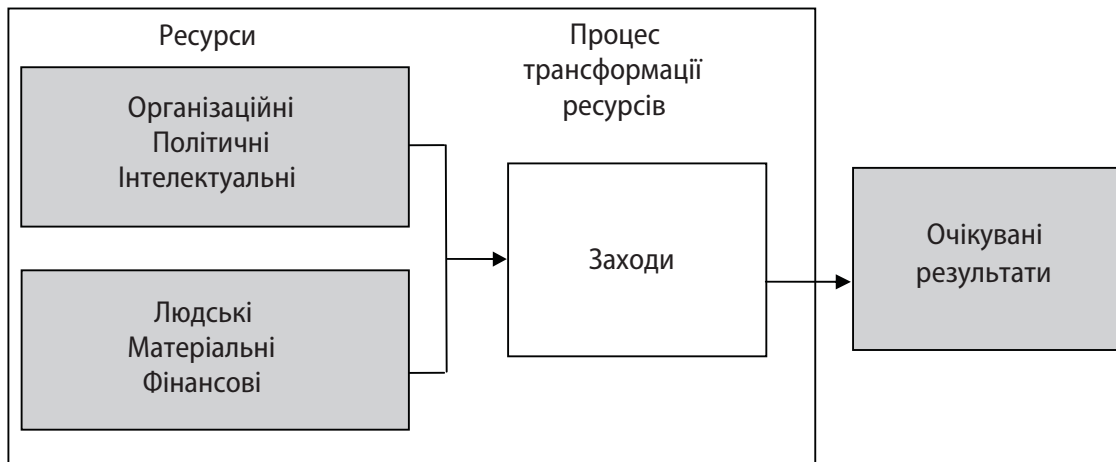 Ресурси
Процес
трансформації
ресурсів
Організаційні
Політичні
Інтелектуальні
Людські
Матеріальні
Фінансові
Заходи
Очікувані
результати